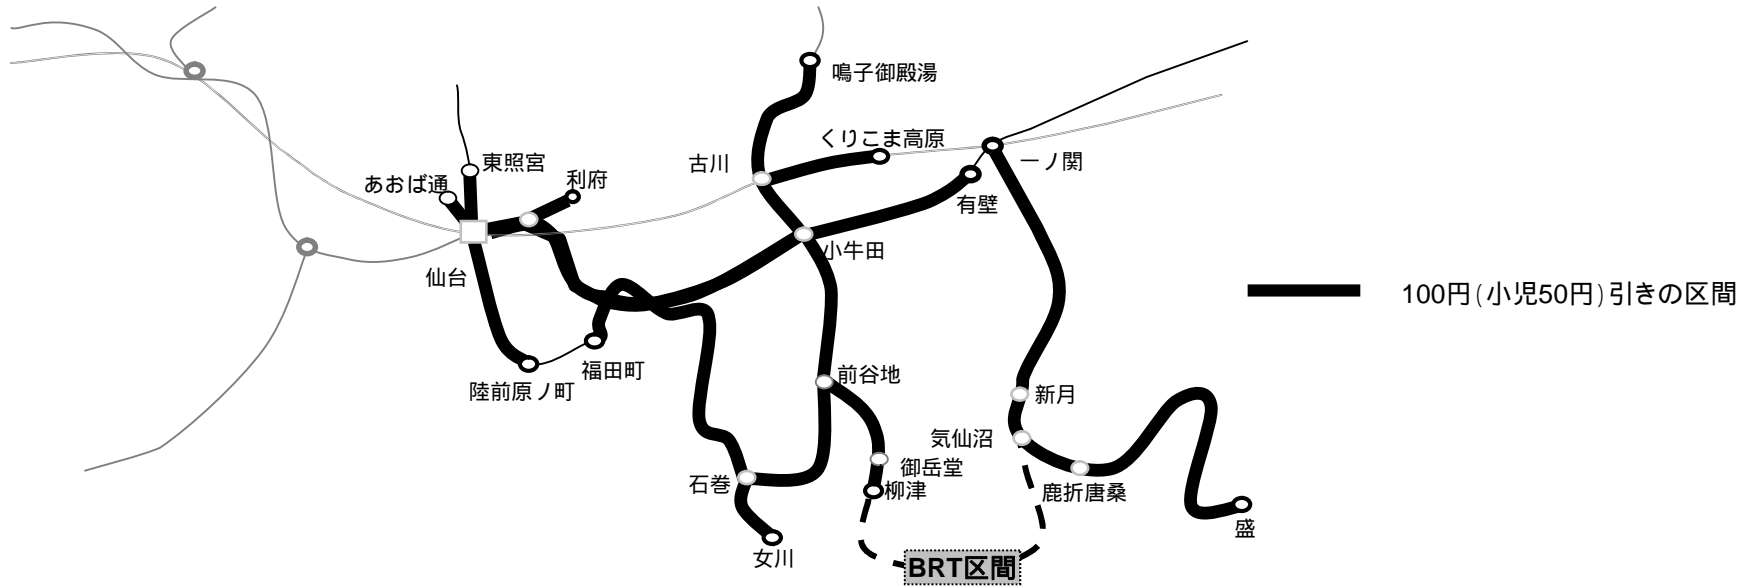 鳴子御殿湯
くりこま高原
古川
一ノ関
東照宮
利府
あおば通
有壁
小牛田
仙台
100円(小児50円)引きの区間
福田町
前谷地
陸前原ノ町
新月
気仙沼
御岳堂
石巻
柳津
鹿折唐桑
盛
女川
BRT区間